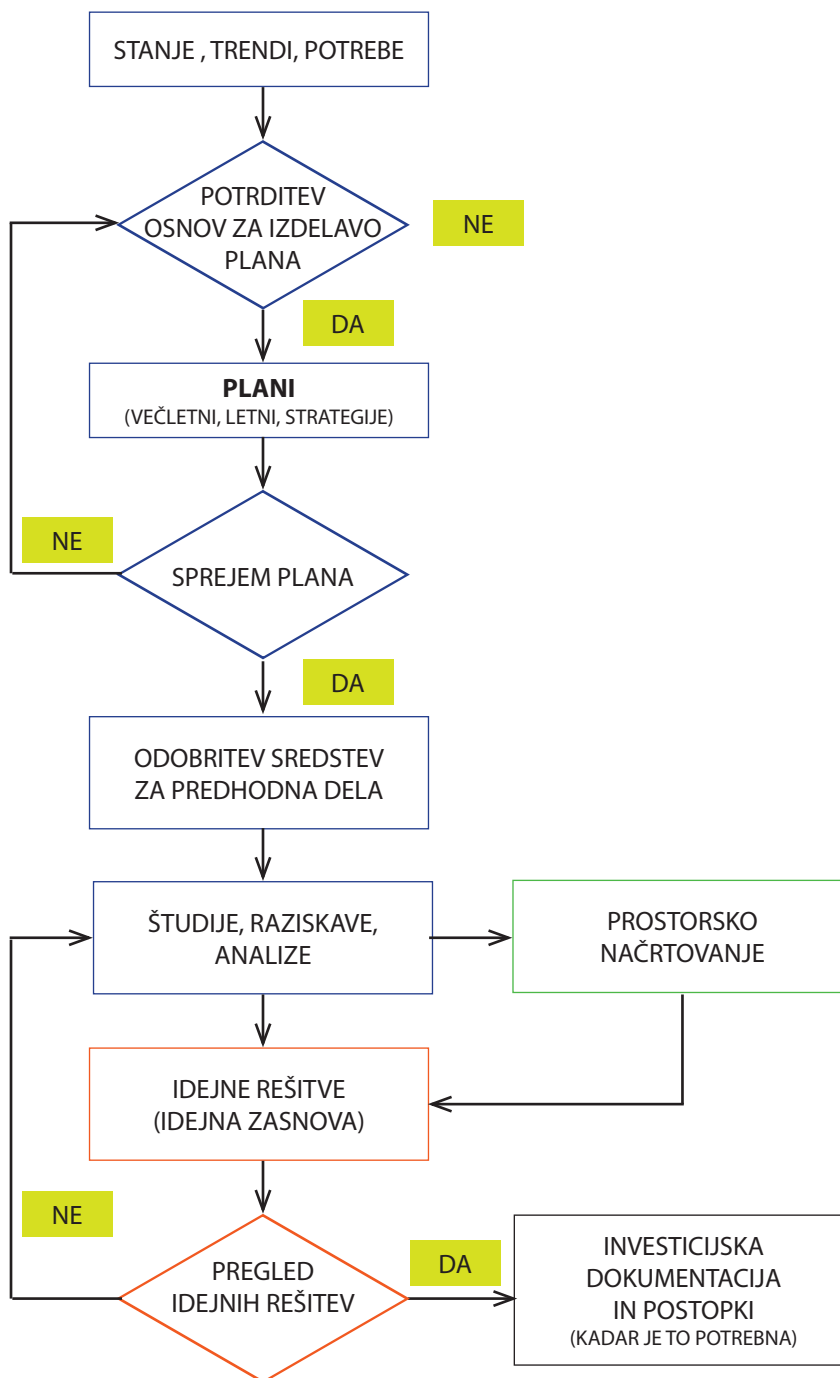 STANJE , TRENDI, POTREBE
POTRDITEV
OSNOV ZA IZDELAVO
PLANA
NE
DA
PLANI
(VEČLETNI, LETNI, STRATEGIJE)
NE
SPREJEM PLANA
DA
ODOBRITEV SREDSTEV
ZA PREDHODNA DELA
ŠTUDIJE, RAZISKAVE,
ANALIZE
PROSTORSKO
NAČRTOVANJE
IDEJNE REŠITVE
(IDEJNA ZASNOVA)
NE
PREGLED
IDEJNIH REŠITEV
DA
INVESTICIJSKA
DOKUMENTACIJA
IN POSTOPKI
(KADAR JE TO POTREBNA)